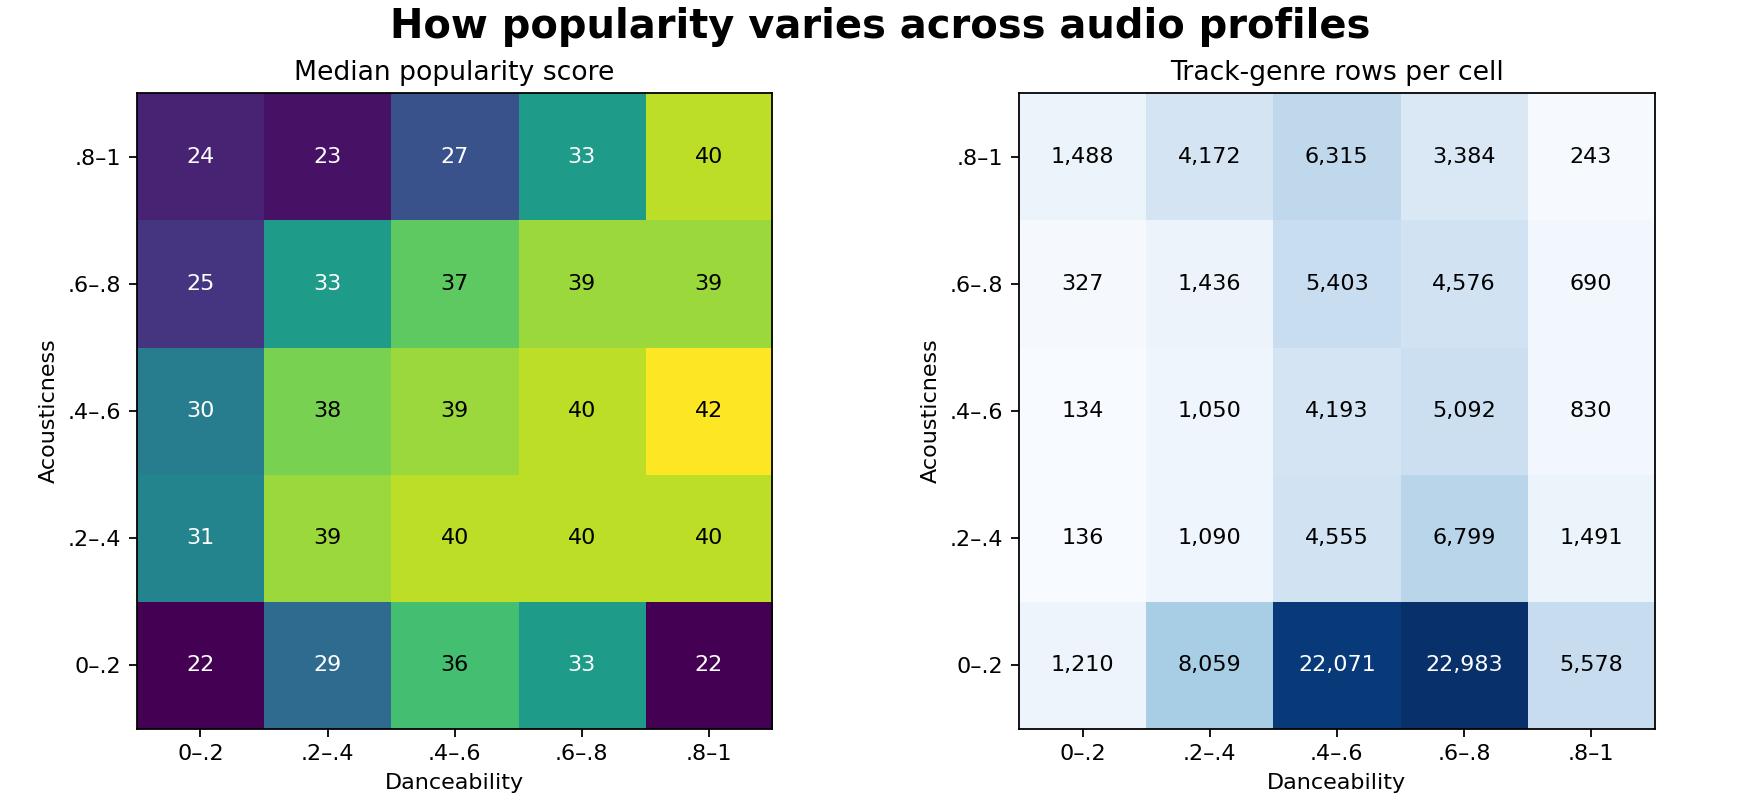 How popularity varies across audio profiles
Median popularity score
Acousticness
.8–1 24 23 27 33 40
.6–.8 25 33 37 39 39
.4–.6 30 38 39 40 42
.2–.4 31 39 40 40 40
0–.2 22 29 36 33 22
0–.2 .2–.4 .4–.6 .6–.8 .8–1
Danceability
Track-genre rows per cell
Acousticness
.8–1 1,488 4,172 6,315 3,384 243
.6–.8 327 1,436 5,403 4,576 690
.4–.6 134 1,050 4,193 5,092 830
.2–.4 136 1,090 4,555 6,799 1,491
0–.2 1,210 8,059 22,071 22,983 5,578
0–.2 .2–.4 .4–.6 .6–.8 .8–1
Danceability